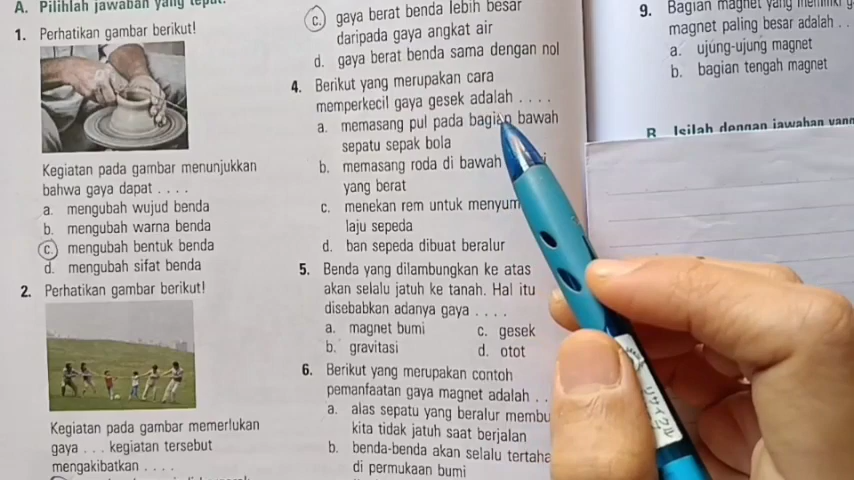 A. Pilihlah jawaban yang tepat!
1. Perhatikan gambar berikut!
Kegiatan pada gambar menunjukkan
bahwa gaya dapat . . . .
a. mengubah wujud benda
b. mengubah warna benda
c. mengubah bentuk benda
d. mengubah sifat benda
2. Perhatikan gambar berikut!
Kegiatan pada gambar memerlukan
gaya . . . kegiatan tersebut
mengakibatkan . . . .
c. gaya berat benda lebih besar
daripada gaya angkat air
d. gaya berat benda sama dengan nol
4. Berikut yang merupakan cara
memperkecil gaya gesek adalah . . . .
a. memasang pul pada bagian bawah
sepatu sepak bola
b. memasang roda di bawah
yang berat
c. menekan rem untuk
laju sepeda
d. ban sepeda dibuat beralur
5. Benda yang dilambungkan ke atas
akan selalu jatuh ke tanah. Hal itu
disebabkan adanya gaya . . . .
a. magnet bumi
c. gesek
b. gravitasi
d. otot
6. Berikut yang merupakan contoh
pemanfaatan gaya magnet adalah . .
a. alas sepatu yang beralur membu
kita tidak jatuh saat berjalan
b. benda-benda akan selalu tertaha
di permukaan bumi
9. Bagian magnet yang memiliki
magnet paling besar adalah . .
a. ujung-ujung magnet
b. bagian tengah magnet
B. Isilah dengan jawaban yang